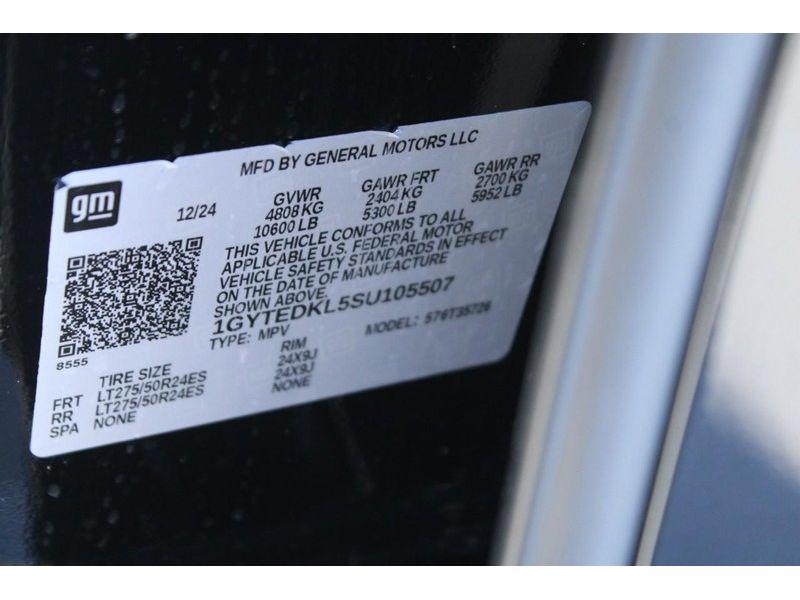 gm
MFD BY GENERAL MOTORS LLC
12/24
GVWR
4808 KG
10600 LB
GAWR FRT
2404 KG
5300 LB
GAWR RR
2700 KG
5952 LB
THIS VEHICLE CONFORMS TO ALL
APPLICABLE U.S. FEDERAL MOTOR
VEHICLE SAFETY STANDARDS IN EFFECT
ON THE DATE OF MANUFACTURE
SHOWN ABOVE.
1GYTEDKL5SU105507
TYPE: MPV MODEL: 576T35726
8555
TIRE SIZE RIM
FRT LT275/50R24ES 24X9J
RR LT275/50R24ES 24X9J
SPA NONE NONE